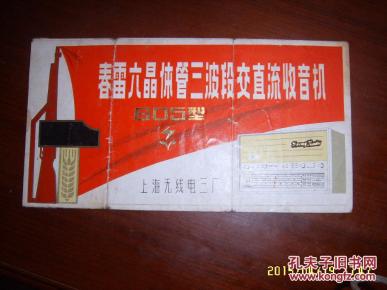 春雷六晶体管三波段交直流收音机
605型
上海无线电三厂
孔夫子旧书网